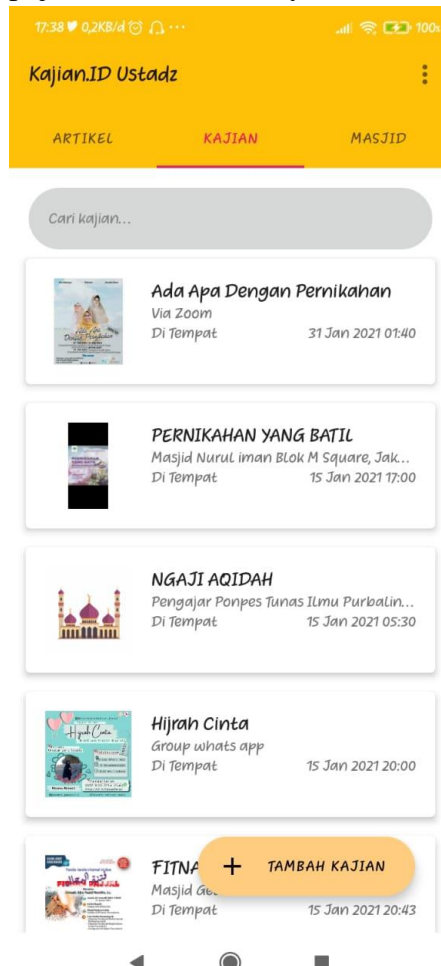 17:38 0,2KB/d ... 100%
Kajian.ID Ustadz
ARTIKEL KAJIAN MASJID
Cari kajian...
Ada Apa Dengan Pernikahan
Via Zoom
Di Tempat 31 Jan 2021 01:40
PERNIKAHAN YANG BATIL
Masjid Nurul iman Blok M Square, Jak...
Di Tempat 15 Jan 2021 17:00
NGAJI AQIDAH
Pengajar Ponpes Tunas Ilmu Purbalin...
Di Tempat 15 Jan 2021 05:30
Hijrah Cinta
Hijrah Cinta
Group whats app
Di Tempat 15 Jan 2021 20:00
FITNA
+ TAMBAH KAJIAN
Masjid
Di Tempat 15 Jan 2021 20:43